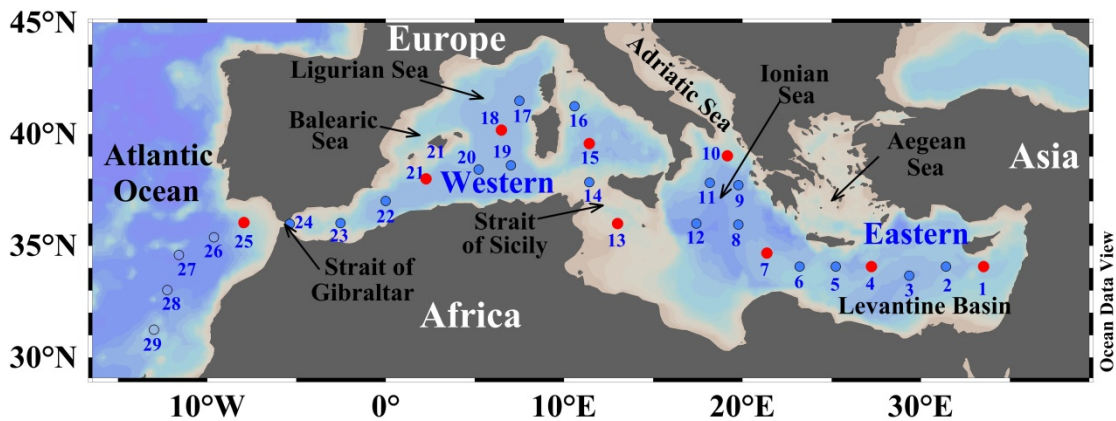 45°N
40°N
35°N
30°N
10°W
0°
10°E
20°E
30°E
Europe
Ligurian Sea
Balearic
Sea
Atlantic
Ocean
Western
Adriatic Sea
Ionian
Sea
Aegean
Sea
Asia
Strait
of Sicily
Eastern
Levantine Basin
Strait of
Gibraltar
Africa
Ocean Data View
18
17
16
21
20
19
15
21
14
10
11
9
22
24
23
25
26
27
28
29
13
12
8
7
6
5
4
3
2
1